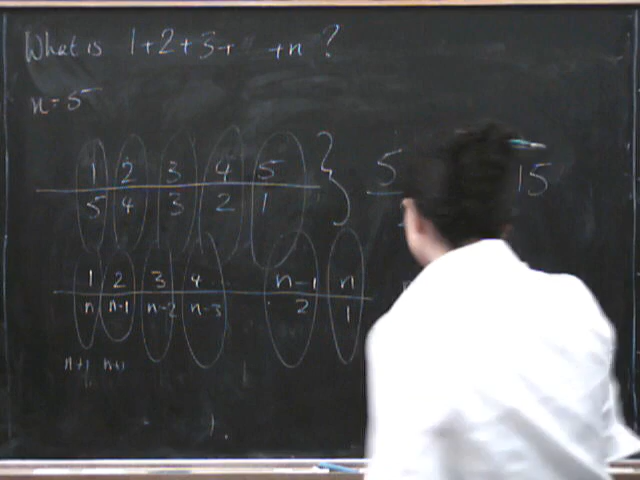 What is 1+2+3+ +n ?
n=5
1 2 3 4 5 } 5 15
5 4 3 2 1
1 2 3 4 n-1 n
n n-1 n-2 n-3 2 1
n+1 n+1